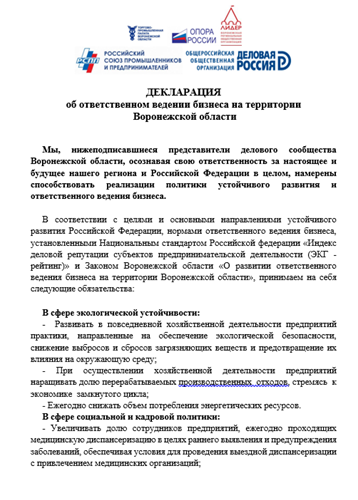 ТОРГОВО-
ПРОМЫШЛЕННАЯ
ПАЛАТА
ВОРОНЕЖСКОЙ
ОБЛАСТИ
ОПОРА
РОССИИ
ЛИДЕР
РСПП
РОССИЙСКИЙ
СОЮЗ ПРОМЫШЛЕННИКОВ
И ПРЕДПРИНИМАТЕЛЕЙ
ОБЩЕРОССИЙСКАЯ
ОБЩЕСТВЕННАЯ
ОРГАНИЗАЦИЯ
ДЕЛОВАЯ
РОССИЯ
ДЕКЛАРАЦИЯ
об ответственном ведении бизнеса на территории
Воронежской области
Мы, нижеподписавшиеся представители делового сообщества
Воронежской области, осознавая свою ответственность за настоящее и
будущее нашего региона и Российской Федерации в целом, намерены
способствовать реализации политики устойчивого развития и
ответственного ведения бизнеса.
В соответствии с целями и основными направлениями устойчивого
развития Российской Федерации, нормами ответственного ведения бизнеса,
установленными Национальным стандартом Российской федерации «Индекс
деловой репутации субъектов предпринимательской деятельности (ЭКГ -
рейтинг)» и Законом Воронежской области «О развитии ответственного
ведения бизнеса на территории Воронежской области», принимаем на себя
следующие обязательства:
В сфере экологической устойчивости:
- Развивать в повседневной хозяйственной деятельности предприятий
практики, направленные на обеспечение экологической безопасности,
снижение выбросов и сбросов загрязняющих веществ и предотвращение их
влияния на окружающую среду;
- При осуществлении хозяйственной деятельности предприятий
наращивать долю перерабатываемых производственных отходов, стремясь к
экономике замкнутого цикла;
- Ежегодно снижать объем потребления энергетических ресурсов.
В сфере социальной и кадровой политики:
- Увеличивать долю сотрудников предприятий, ежегодно проходящих
медицинскую диспансеризацию в целях раннего выявления и предупреждения
заболеваний, обеспечивая условия для проведения выездной диспансеризации
с привлечением медицинских организаций;